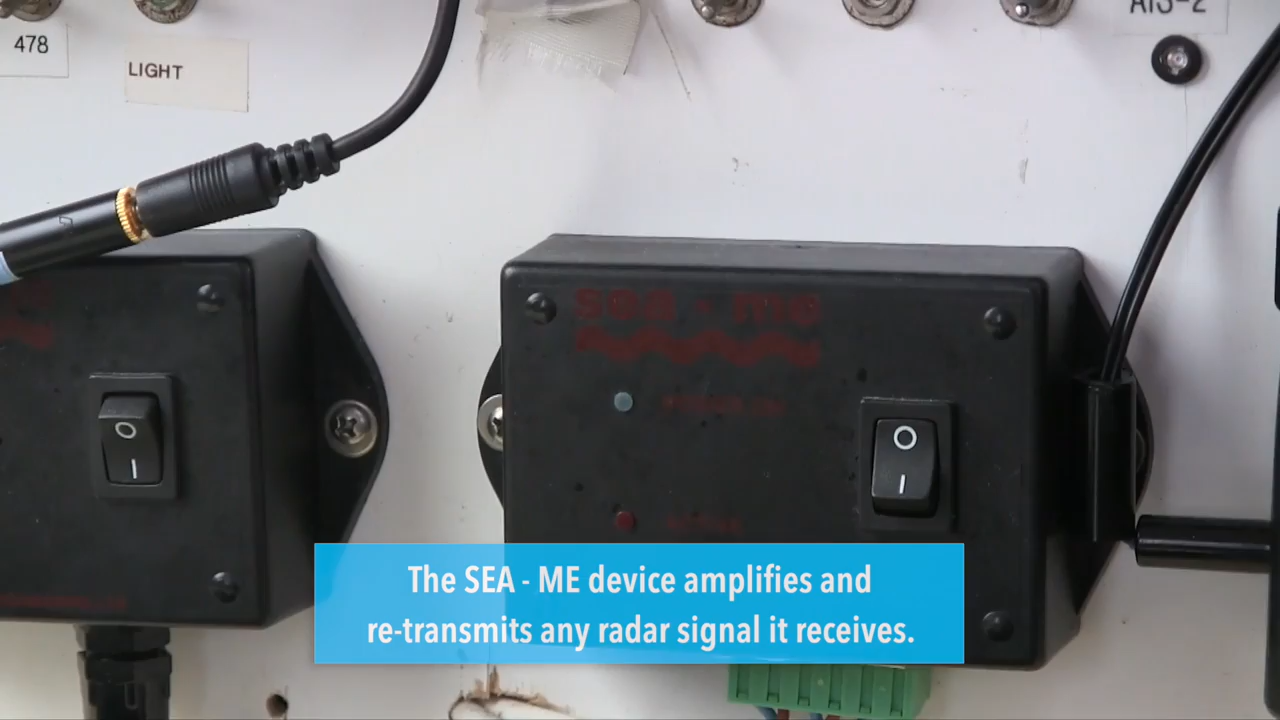 478
LIGHT
AIS-2
sea - me
O
I
O
I
The SEA - ME device amplifies and
re-transmits any radar signal it receives.